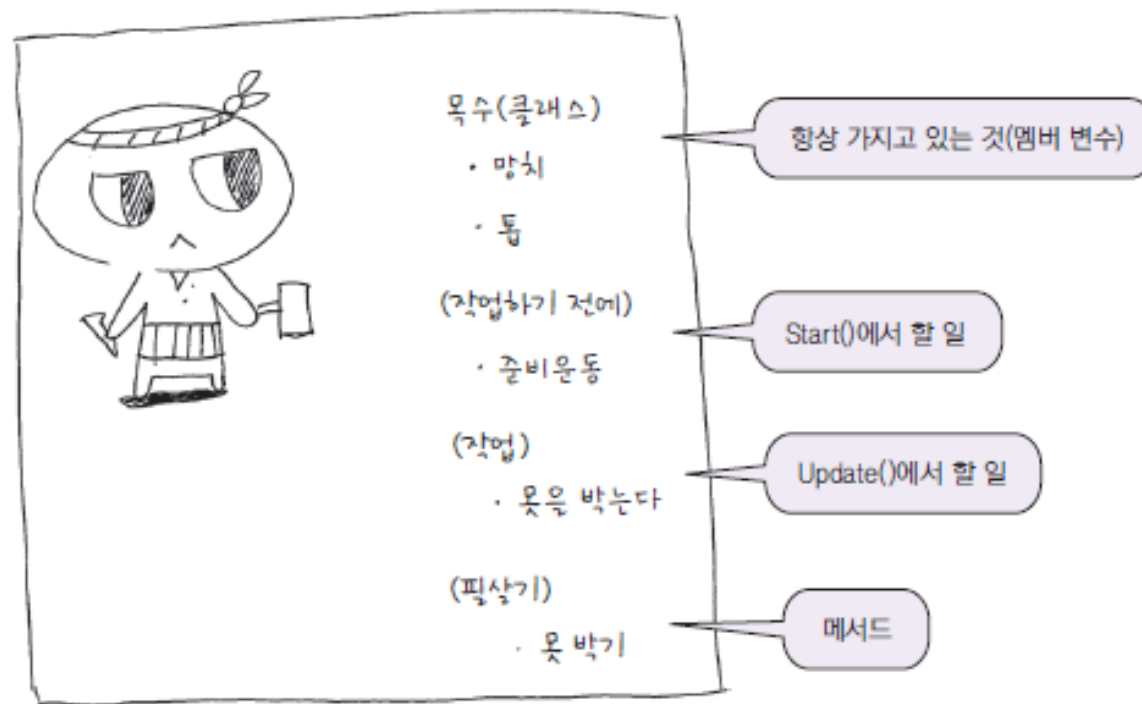 목수(클래스)
· 망치
· 톱
항상 가지고 있는 것(멤버 변수)
(작업하기 전에)
· 준비운동
Start()에서 할 일
(작업)
· 못을 박는다
Update()에서 할 일
(필살기)
· 못 박기
메서드